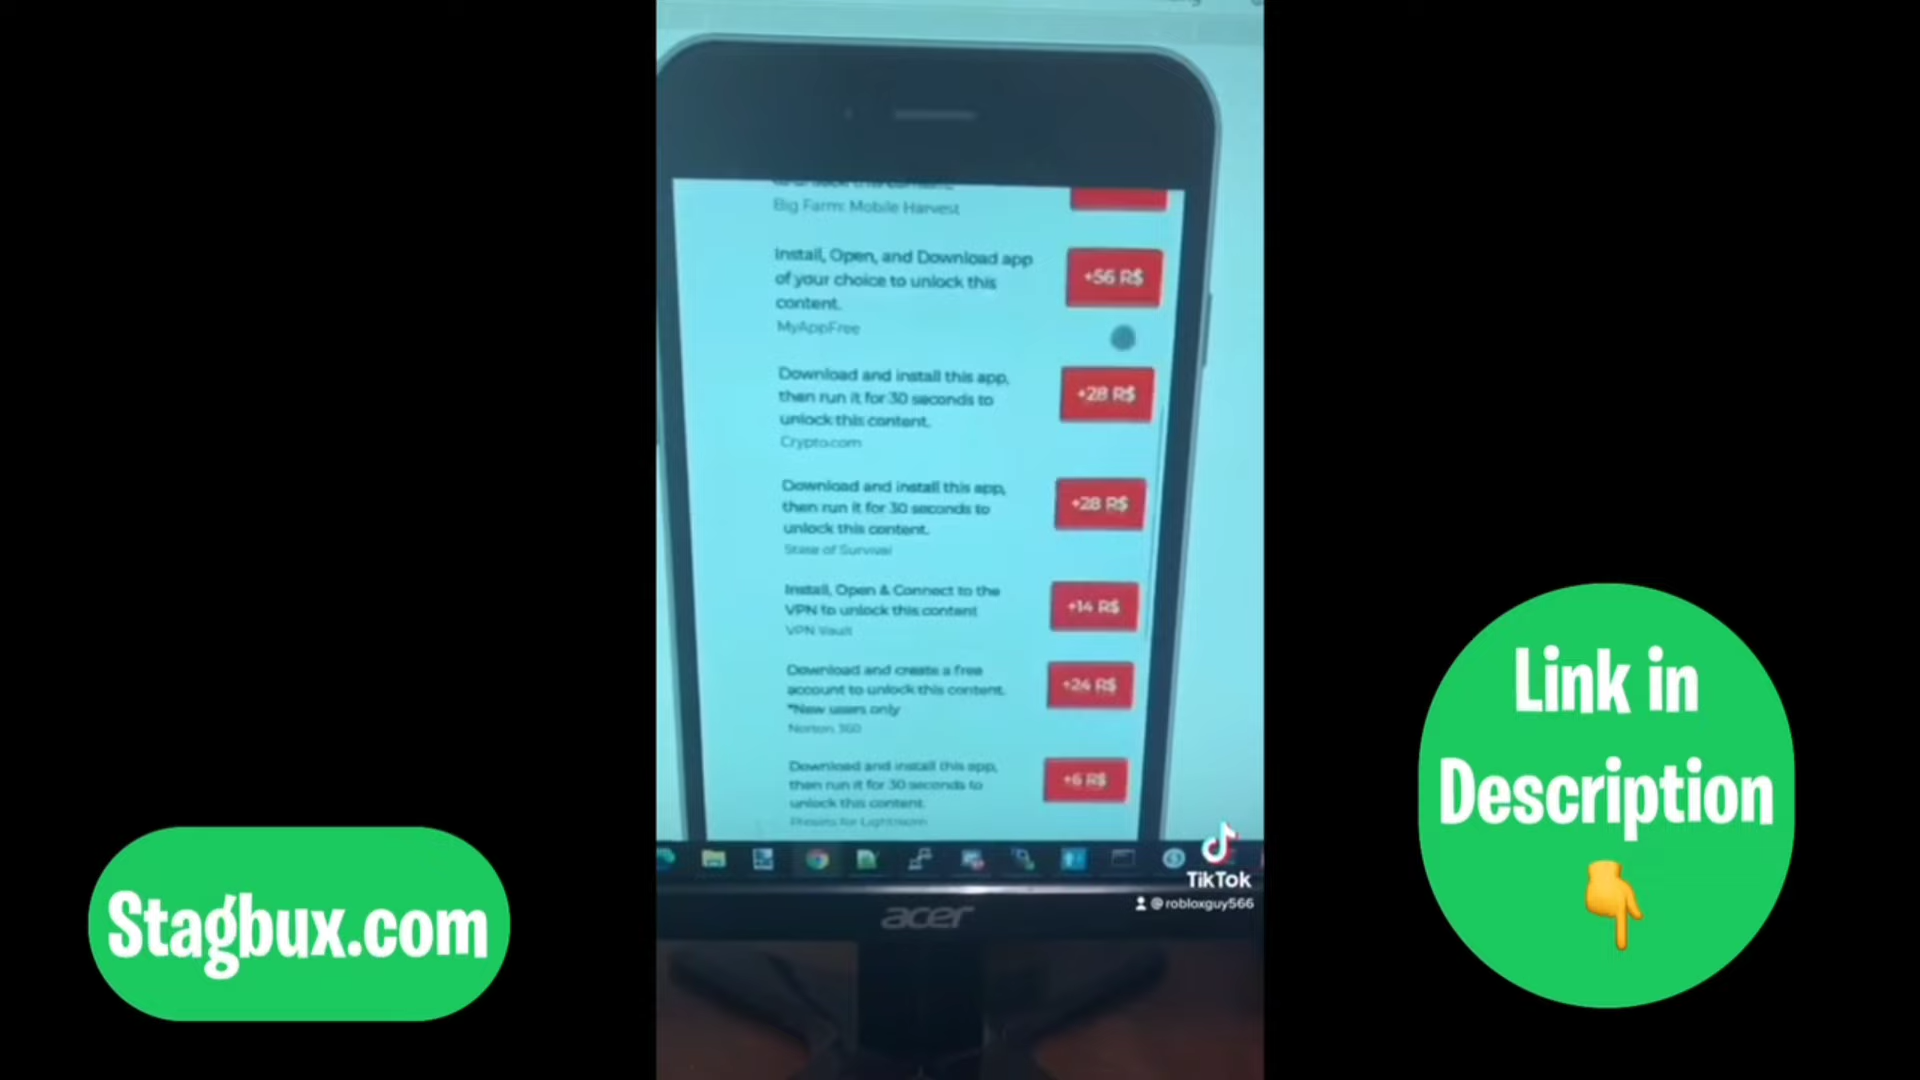 Big Farm: Mobile Harvest
Install, Open, and Download app
of your choice to unlock this
content.
MyAppFree
+56 R$
Download and install this app,
then run it for 30 seconds to
unlock this content.
Crypto.com
+28 R$
Download and install this app,
then run it for 30 seconds to
unlock this content.
State of Survival
+28 R$
Install, Open & Connect to the
VPN to unlock this content
VPN Vault
+14 R$
Download and create a free
account to unlock this content.
*New users only
Norton 360
+24 R$
Download and install this app,
then run it for 30 seconds to
unlock this content.
Presets for Lightroom
+6 R$
TikTok
@robloxguy566
acer
Stagbux.com
Link in
Description